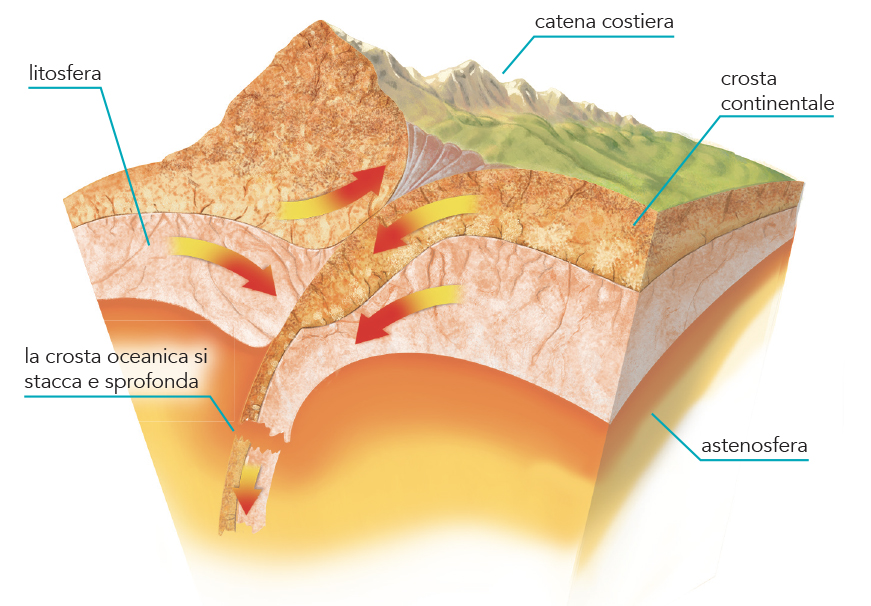 catena costiera
litosfera
crosta
continentale
la crosta oceanica si
stacca e sprofonda
astenosfera